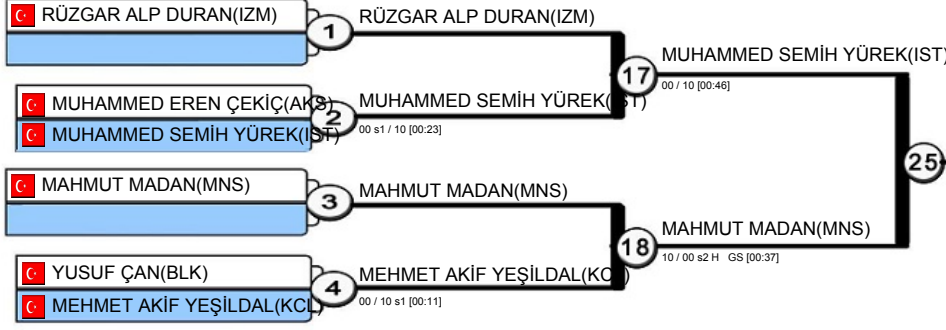 RÜZGAR ALP DURAN(IZM)
1
RÜZGAR ALP DURAN(IZM)
17
MUHAMMED SEMİH YÜREK(IST)
00 / 10 [00:46]
MUHAMMED EREN ÇEKİÇ(AKS)
MUHAMMED SEMİH YÜREK(IST)
2
MUHAMMED SEMİH YÜREK(IST)
00 s1 / 10 [00:23]
25
MAHMUT MADAN(MNS)
3
MAHMUT MADAN(MNS)
18
MAHMUT MADAN(MNS)
10 / 00 s2 H GS [00:37]
YUSUF ÇAN(BLK)
MEHMET AKİF YEŞİLDAL(KCL)
4
MEHMET AKİF YEŞİLDAL(KCL)
00 / 10 s1 [00:11]